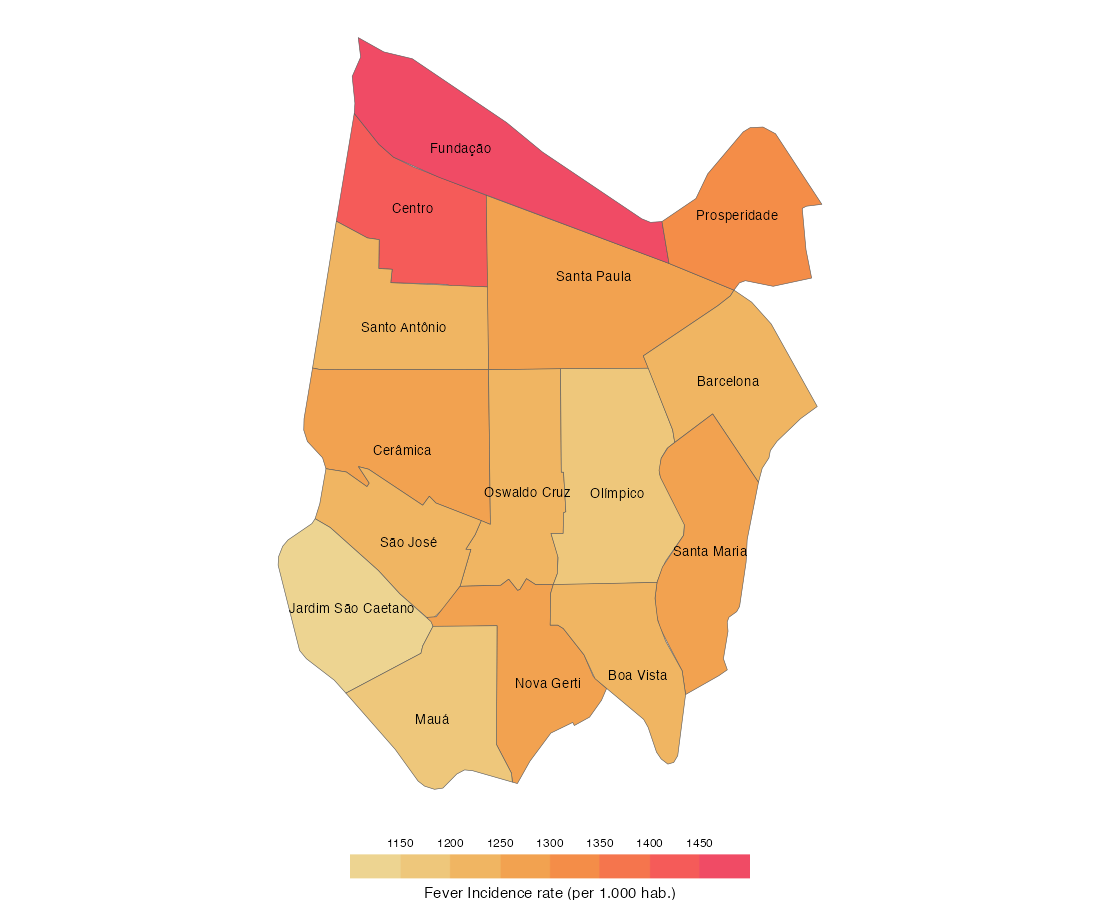 Fundação
Centro
Prosperidade
Santa Paula
Santo Antônio
Barcelona
Cerâmica
Oswaldo Cruz
Olímpico
São José
Santa Maria
Jardim São Caetano
Boa Vista
Nova Gerti
Mauá
1150 1200 1250 1300 1350 1400 1450
Fever Incidence rate (per 1.000 hab.)